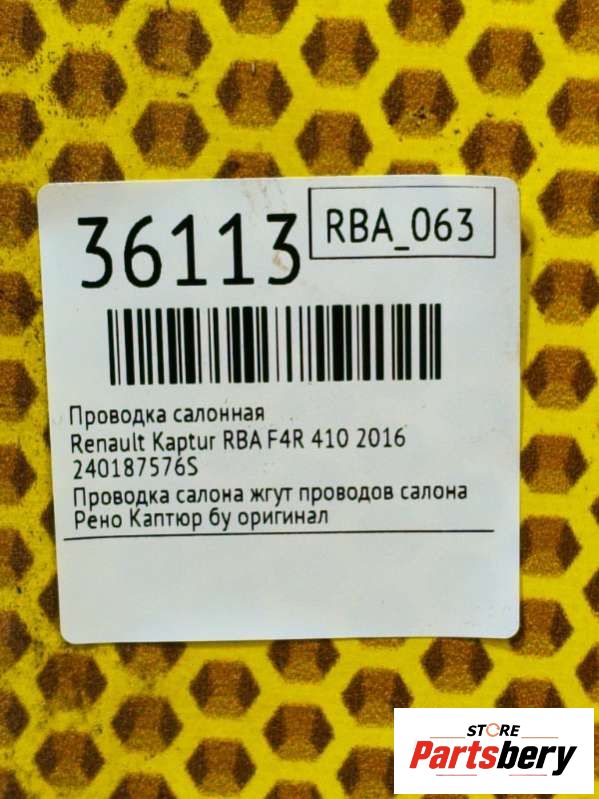 36113
RBA_063
Проводка салонная
Renault Kaptur RBA F4R 410 2016
240187576S
Проводка салона жгут проводов салона
Рено Каптюр бу оригинал
STORE
Partsbery